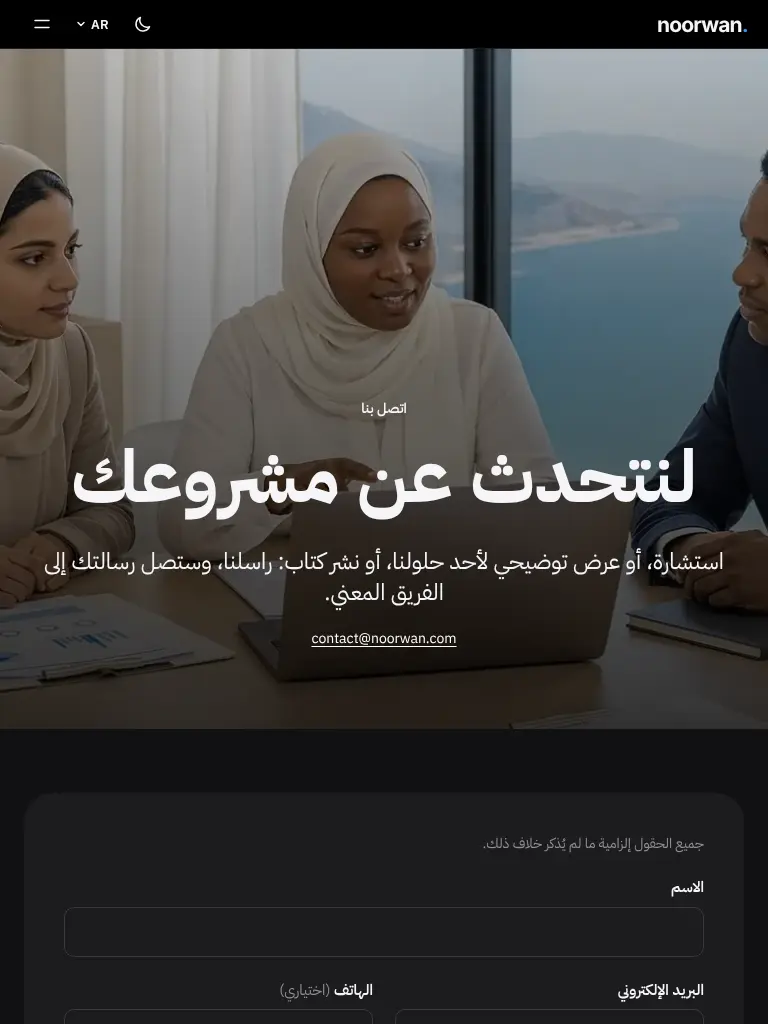 noorwan.
AR
اتصل بنا
لنتحدث عن مشروعك
استشارة، أو عرض توضيحي لأحد حلولنا، أو نشر كتاب: راسلنا، وستصل رسالتك إلى
الفريق المعني.
contact@noorwan.com
جميع الحقول إلزامية ما لم يُذكر خلاف ذلك.
الاسم
البريد الإلكتروني
الهاتف (اختياري)